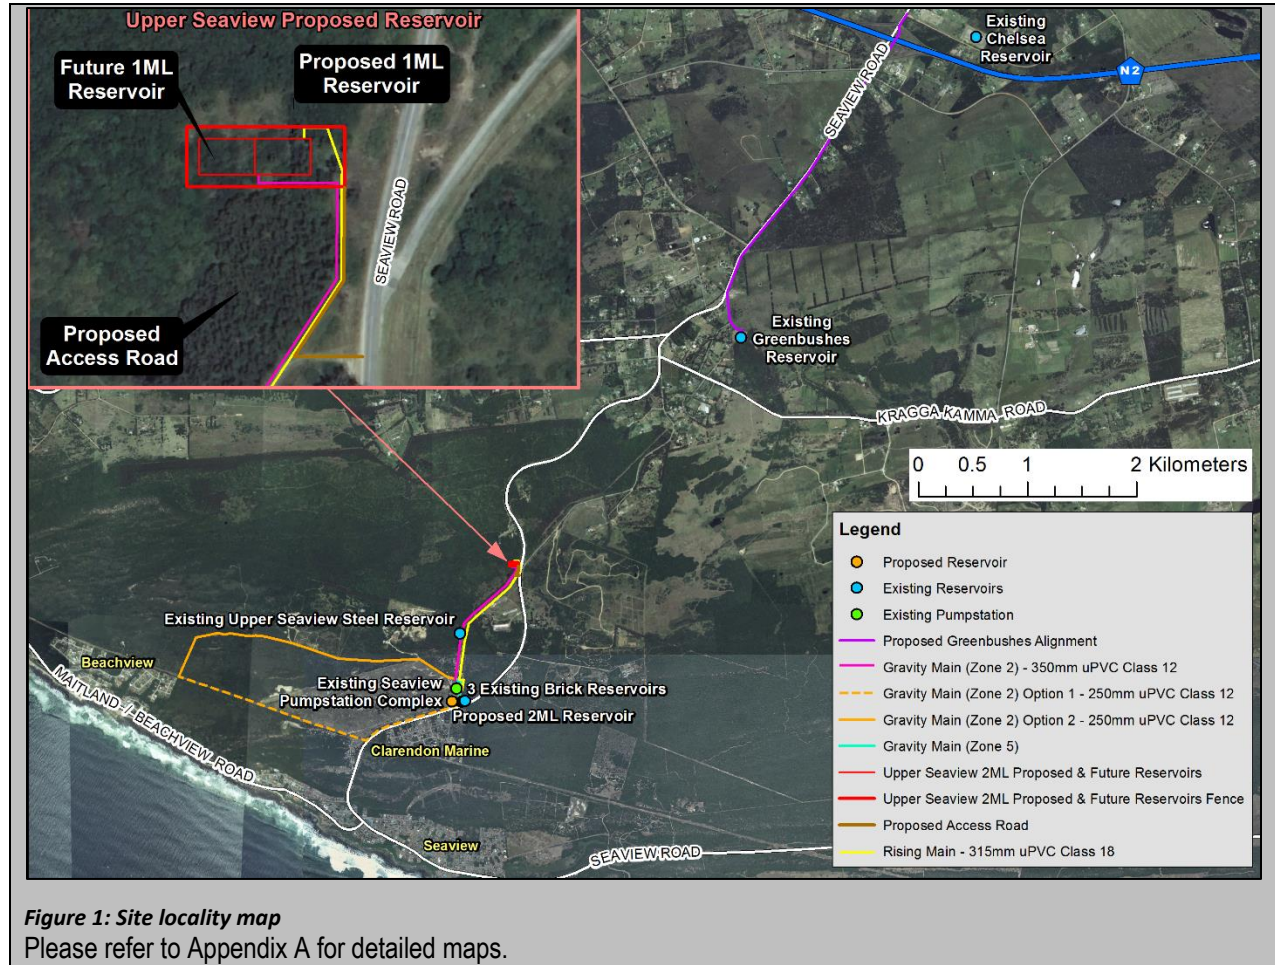 Upper Seaview Proposed Reservoir
Future 1ML
Reservoir
Proposed 1ML
Reservoir
SEAVIEW ROAD
Proposed
Access Road
Existing
Chelsea
Reservoir
N2
SEAVIEW ROAD
Existing
Greenbushes
Reservoir
KRAGGA KAMMA ROAD
0 0.5 1 2 Kilometers
Existing Upper Seaview Steel Reservoir
Beachview
Existing Seaview
Pumpstation Complex
3 Existing Brick Reservoirs
Proposed 2ML Reservoir
MAITLAND - / - BEACHVIEW ROAD
Clarendon Marine
Seaview
SEAVIEW ROAD
Legend
Proposed Reservoir
Existing Reservoirs
Existing Pumpstation
Proposed Greenbushes Alignment
Gravity Main (Zone 2) - 350mm uPVC Class 12
Gravity Main (Zone 2) Option 1 - 250mm uPVC Class 12
Gravity Main (Zone 2) Option 2 - 250mm uPVC Class 12
Gravity Main (Zone 5)
Upper Seaview 2ML Proposed & Future Reservoirs
Upper Seaview 2ML Proposed & Future Reservoirs Fence
Proposed Access Road
Rising Main - 315mm uPVC Class 18
Figure 1: Site locality map
Please refer to Appendix A for detailed maps.